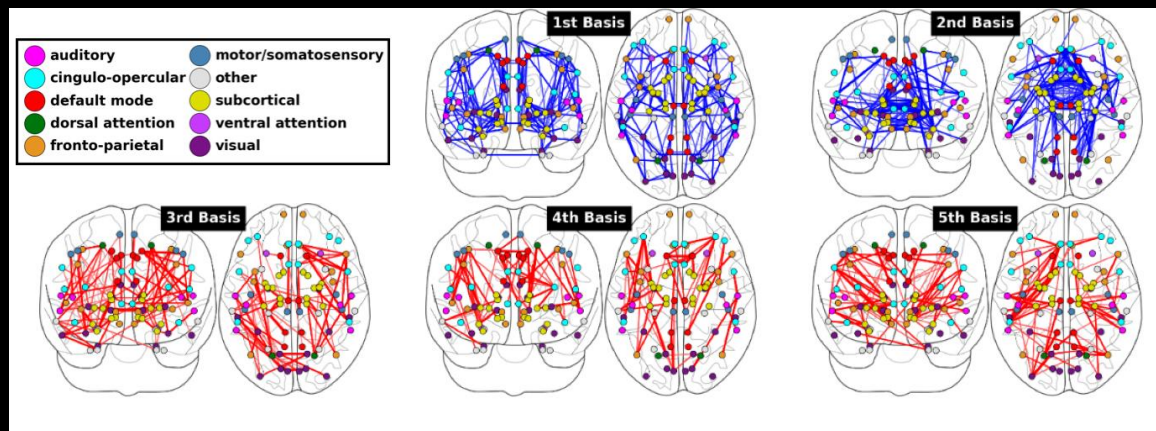 1st Basis
2nd Basis
auditory
motor/somatosensory
cingulo-opercular
other
default mode
subcortical
dorsal attention
ventral attention
fronto-parietal
visual
3rd Basis
4th Basis
5th Basis